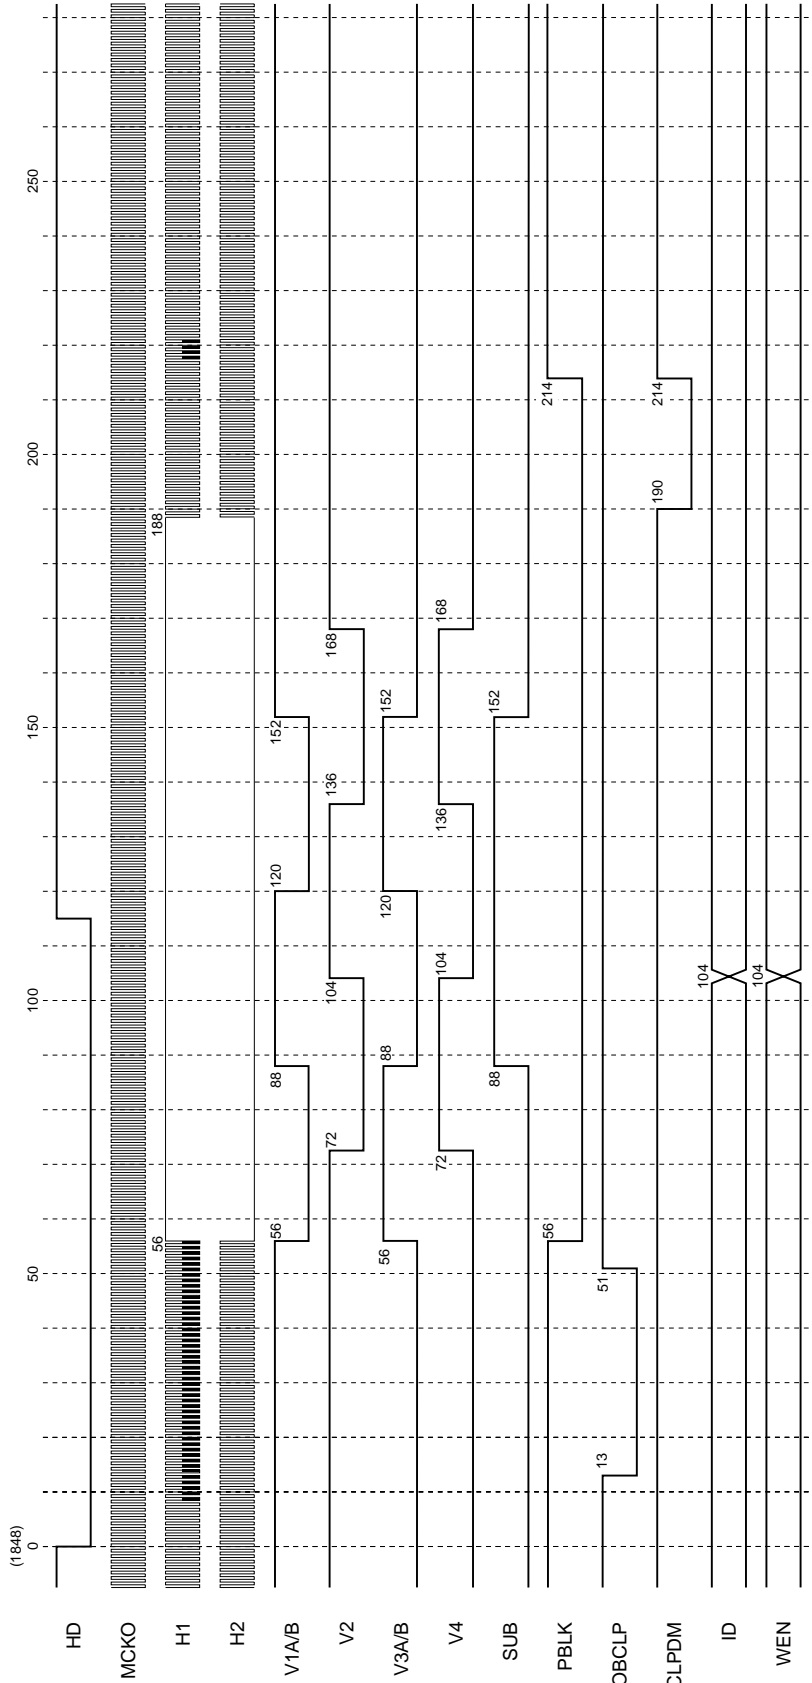 (1848)
0 50 100 150 200 250
HD
MCKO
H1 56 188
H2
V1A/B 56 88 120 152
V2 72 104 136 168
V3A/B 56 88 120 152
V4 72 104 136 168
SUB 88 152
PBLK 56 214
OBCLP 13 51
CLPDM 190 214
ID 104
WEN 104